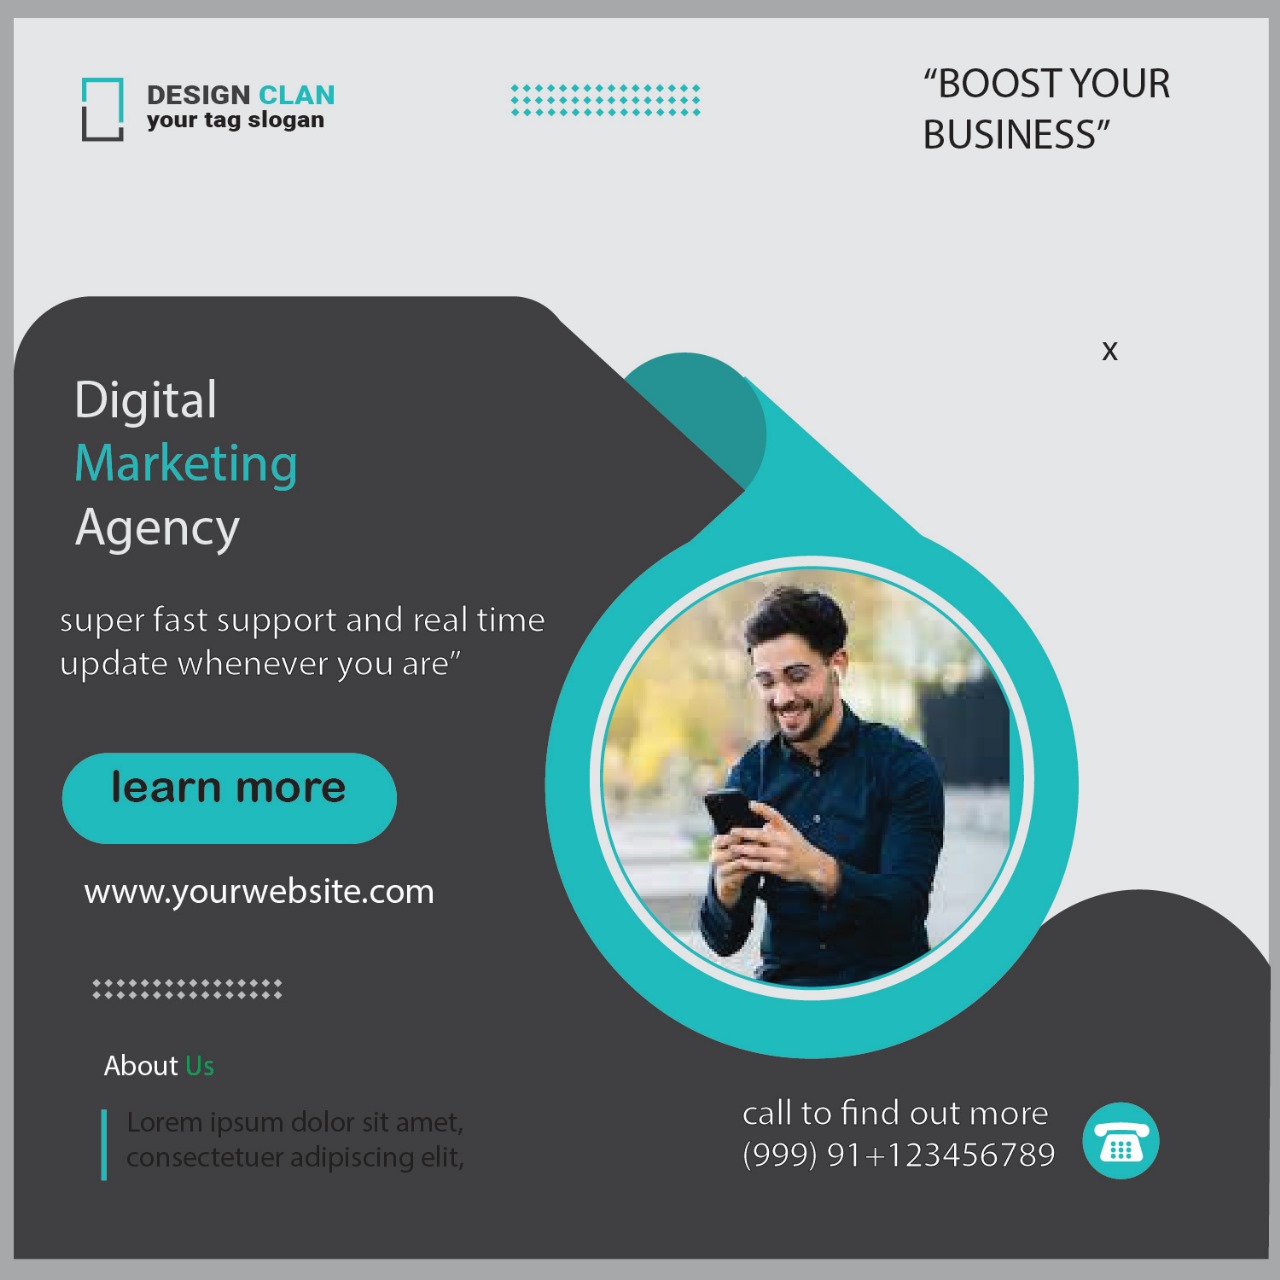 DESIGN CLAN
your tag slogan
“BOOST YOUR
BUSINESS”
x
Digital
Marketing
Agency
super fast support and real time
update whenever you are”
learn more
www.yourwebsite.com
About Us
Lorem ipsum dolor sit amet,
consectetuer adipiscing elit,
call to find out more
(999) 91+123456789